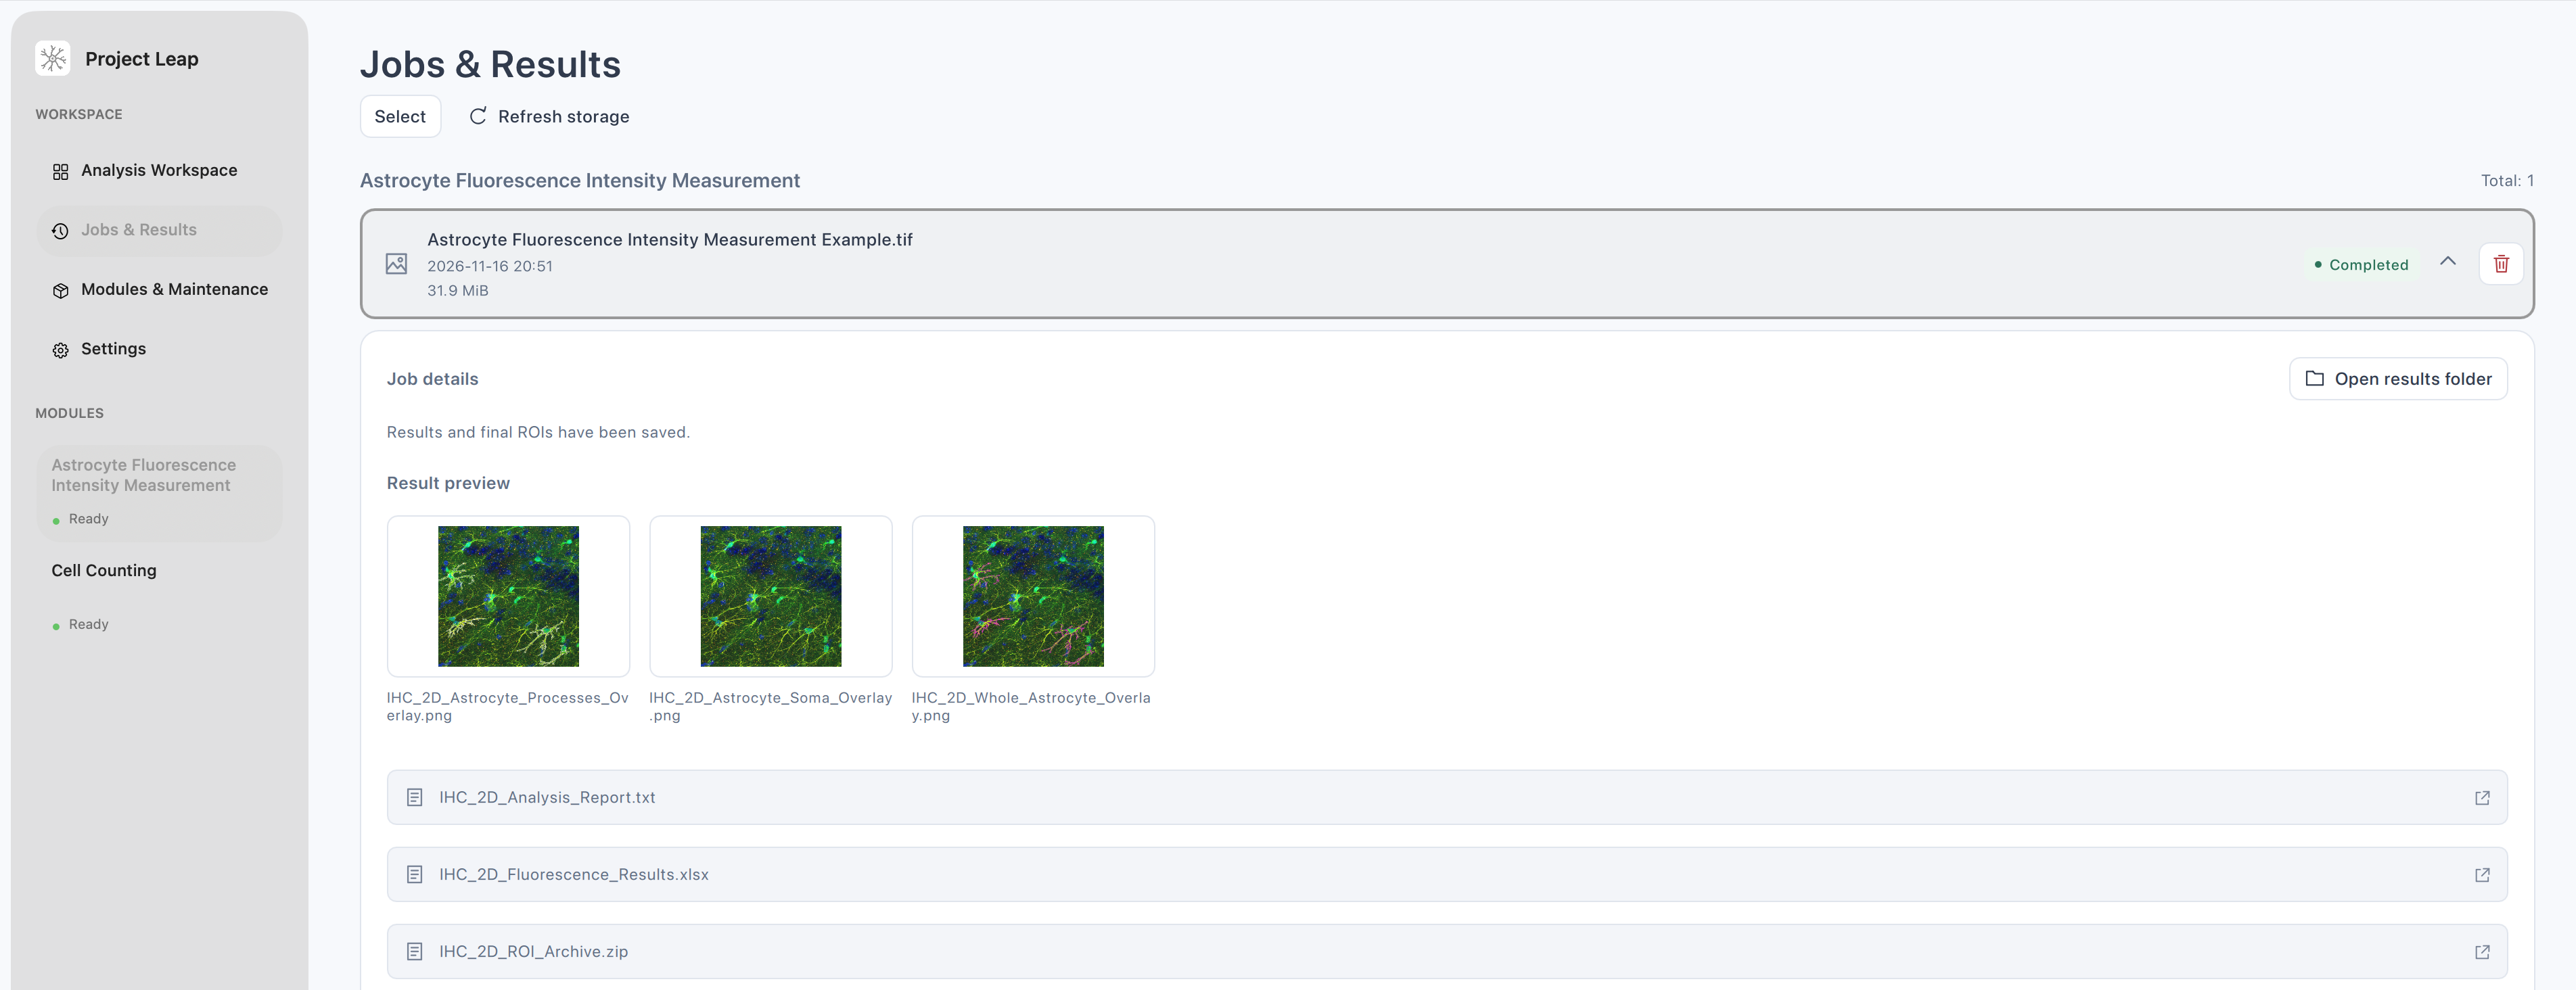 Project Leap
WORKSPACE
Analysis Workspace
Jobs & Results
Modules & Maintenance
Settings
MODULES
Astrocyte Fluorescence
Intensity Measurement
Ready
Cell Counting
Ready
Jobs & Results
Select
Refresh storage
Astrocyte Fluorescence Intensity Measurement
Total: 1
Astrocyte Fluorescence Intensity Measurement Example.tif
2026-11-16 20:51
31.9 MiB
Completed
Job details
Open results folder
Results and final ROIs have been saved.
Result preview
IHC_2D_Astrocyte_Processes_Ov
erlay.png
IHC_2D_Astrocyte_Soma_Overlay
.png
IHC_2D_Whole_Astrocyte_Overla
y.png
IHC_2D_Analysis_Report.txt
IHC_2D_Fluorescence_Results.xlsx
IHC_2D_ROI_Archive.zip